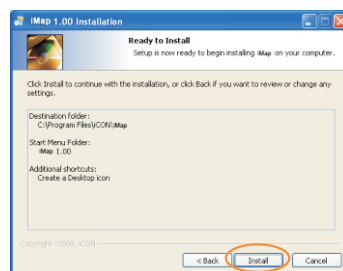 iMap 1.00 Installation
Ready to Install
Setup is now ready to begin installing iMap on your computer.
Click Install to continue with the installation, or click Back if you want to review or change any
settings.
Destination folder:
C:\Program Files\iCON\iMap
Start Menu Folder:
iMap 1.00
Additional shortcuts:
Create a Desktop icon
Copyright ?2008, iCON
< Back
Install
Cancel